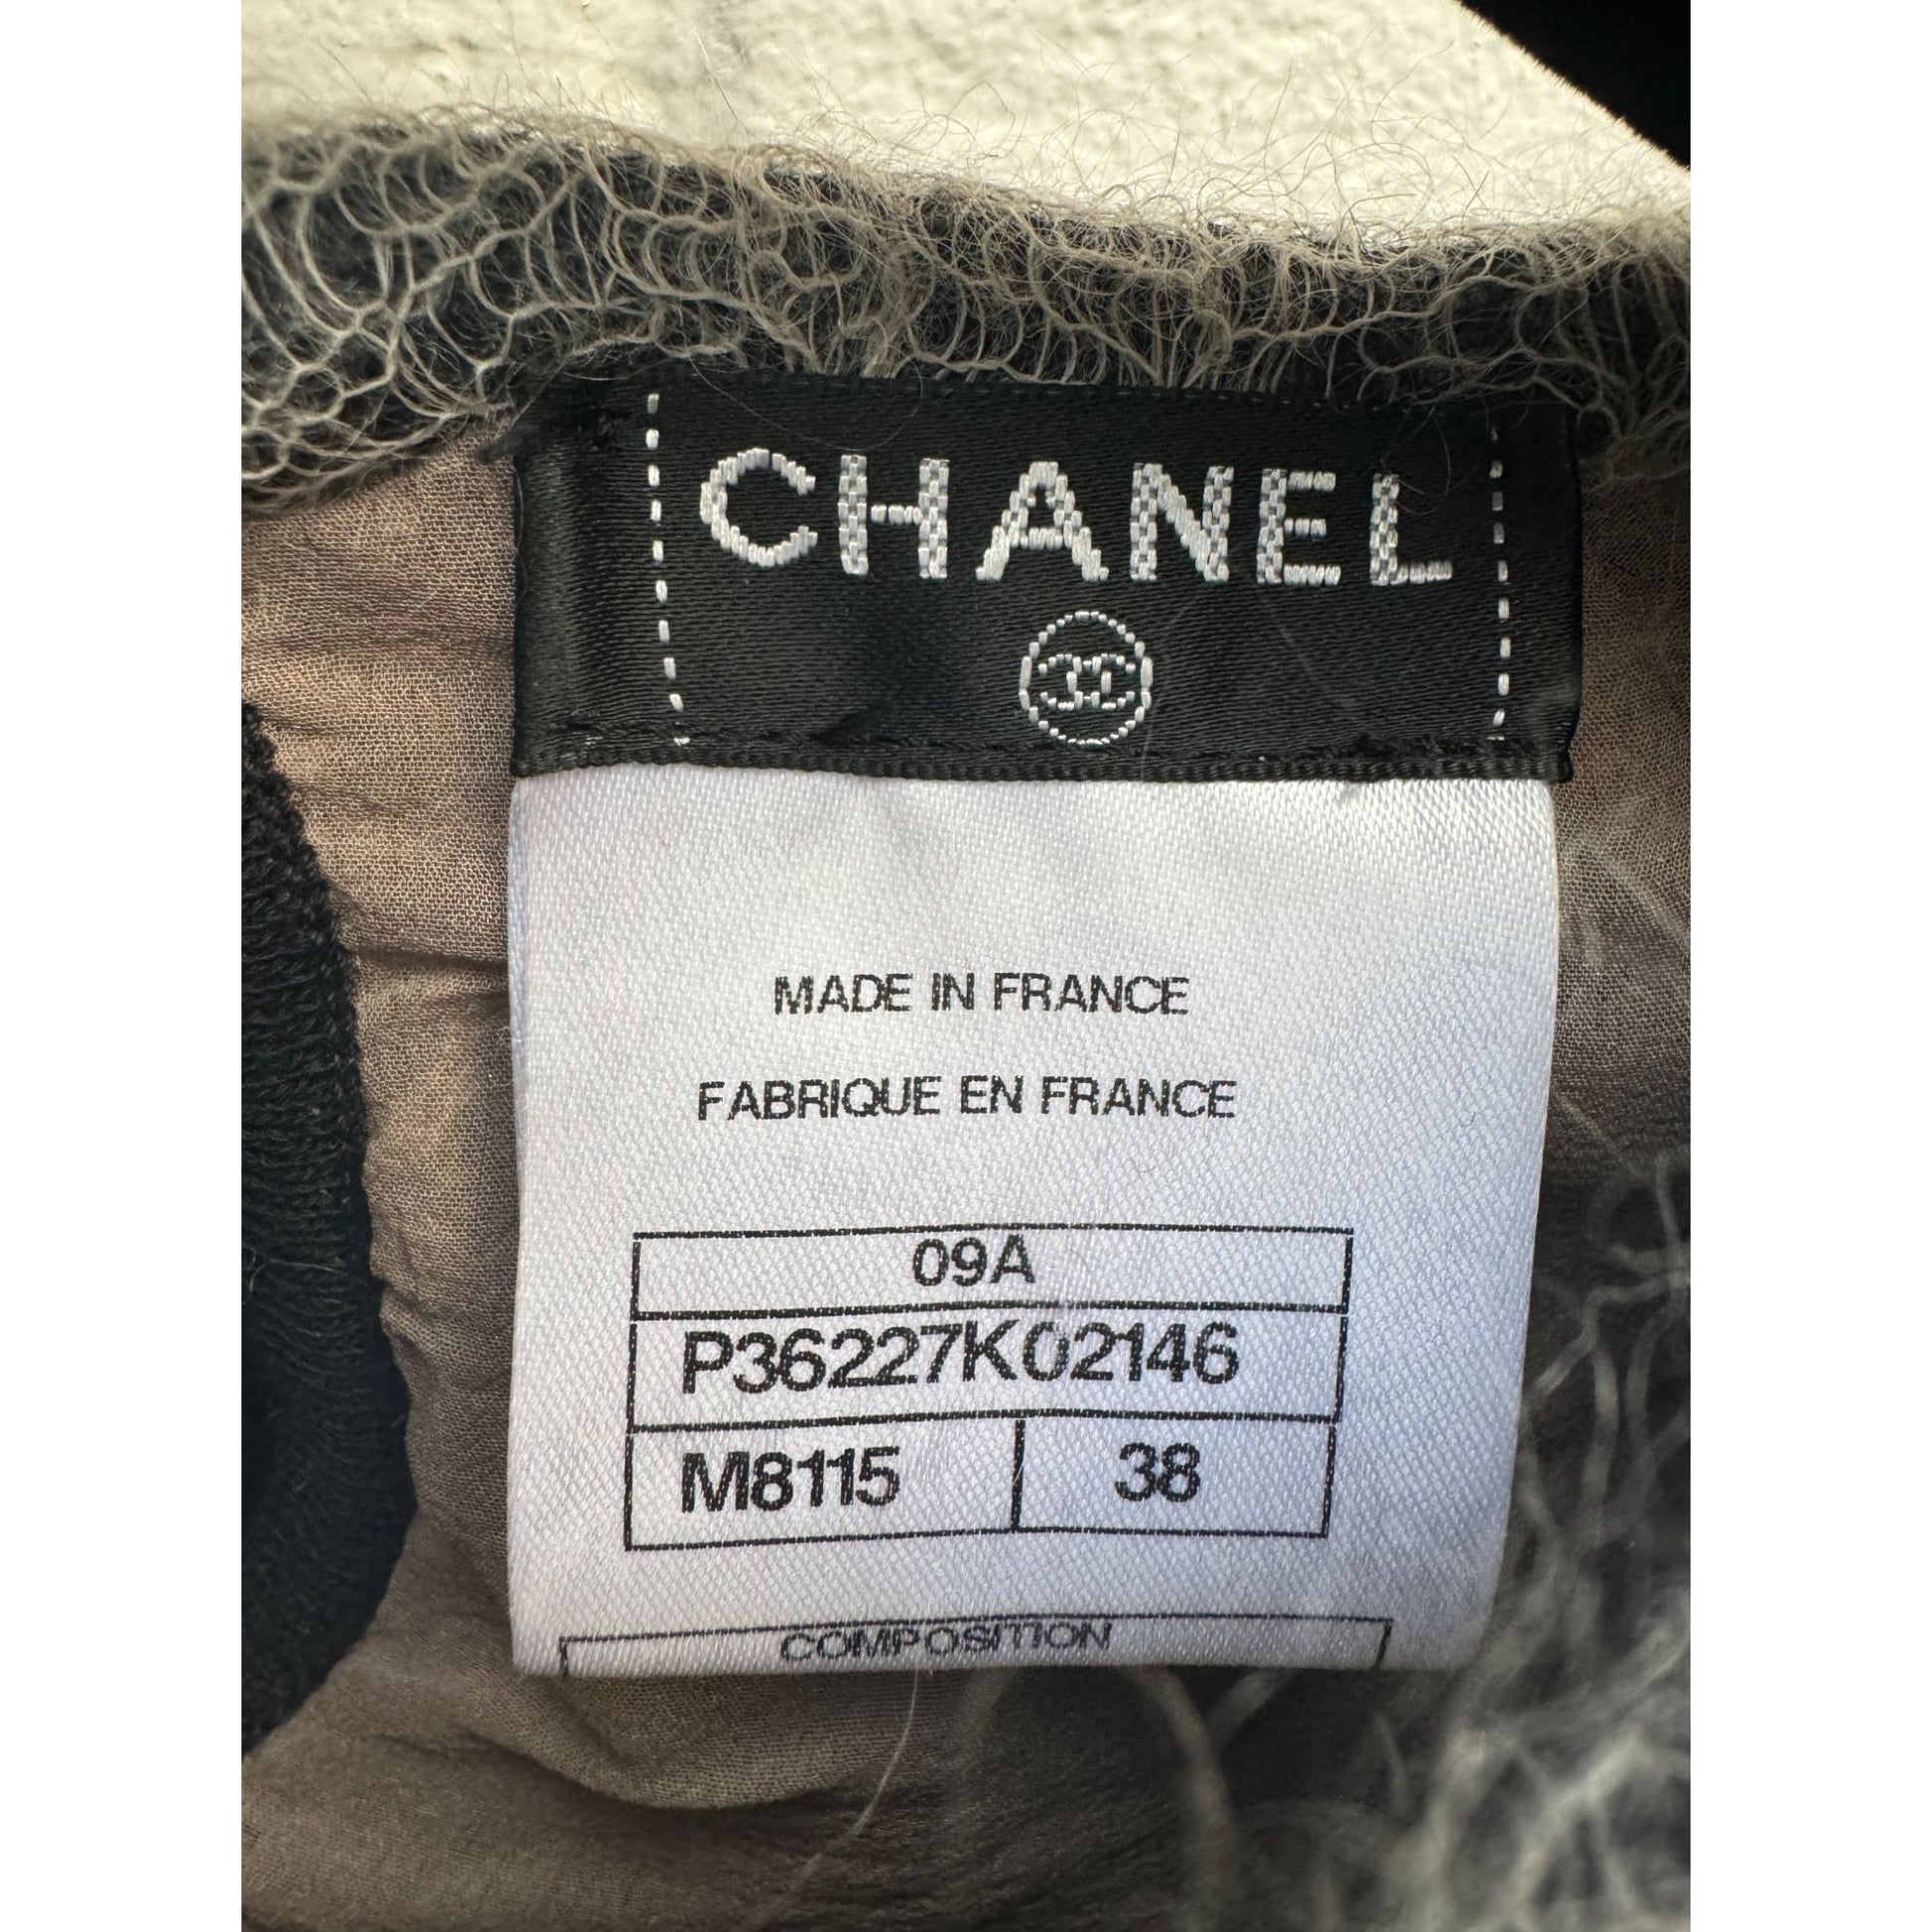 CHANEL
MADE IN FRANCE
FABRIQUE EN FRANCE
09A
P36227K02146
M8115 38
COMPOSITION